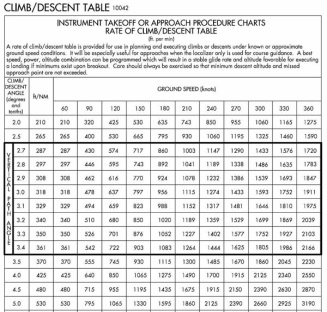 CLIMB/DESCENT TABLE 10042
INSTRUMENT TAKEOFF OR APPROACH PROCEDURE CHARTS
RATE OF CLIMB/DESCENT TABLE
(ft. per min)
A rate of climb/descent table is provided for use in planning and executing climbs or descents under known or approximate
ground speed conditions. It will be especially useful for approaches when the localizer only is used for course guidance. A best
speed, power, altitude combination can be programmed which will result in a stable glide rate and altitude favorable for executing
a landing if minimums exist upon breakout. Care should always be exercised so that minimum descent altitude and missed
approach point are not exceeded.
CLIMB/
DESCENT
ANGLE
(degrees
and
tenths)
ft/NM
GROUND SPEED (knots)
60 90 120 150 180 210 240 270 300 330 360
2.0 210 210 320 425 530 635 743 850 955 1060 1165 1275
2.5 265 265 400 530 665 795 930 1060 1195 1325 1460 1590
VERTICAL PATH ANGLE
2.7 287 287 430 574 717 860 1003 1147 1290 1433 1576 1720
2.8 297 297 446 595 743 892 1041 1189 1338 1486 1635 1783
2.9 308 308 462 616 770 924 1078 1232 1386 1539 1693 1847
3.0 318 318 478 637 797 956 1115 1274 1433 1593 1752 1911
3.1 329 329 494 659 823 988 1152 1317 1481 1646 1810 1975
3.2 340 340 510 680 850 1020 1189 1359 1529 1699 1869 2039
3.3 350 350 526 701 876 1052 1227 1402 1577 1752 1927 2103
3.4 361 361 542 722 903 1083 1264 1444 1625 1805 1986 2166
3.5 370 370 555 745 930 1115 1300 1485 1670 1860 2045 2230
4.0 425 425 640 850 1065 1275 1490 1700 1915 2125 2340 2550
4.5 480 480 715 955 1195 1435 1675 1915 2150 2390 2630 2870
5.0 530 530 795 1065 1330 1595 1860 2125 2390 2660 2925 3190